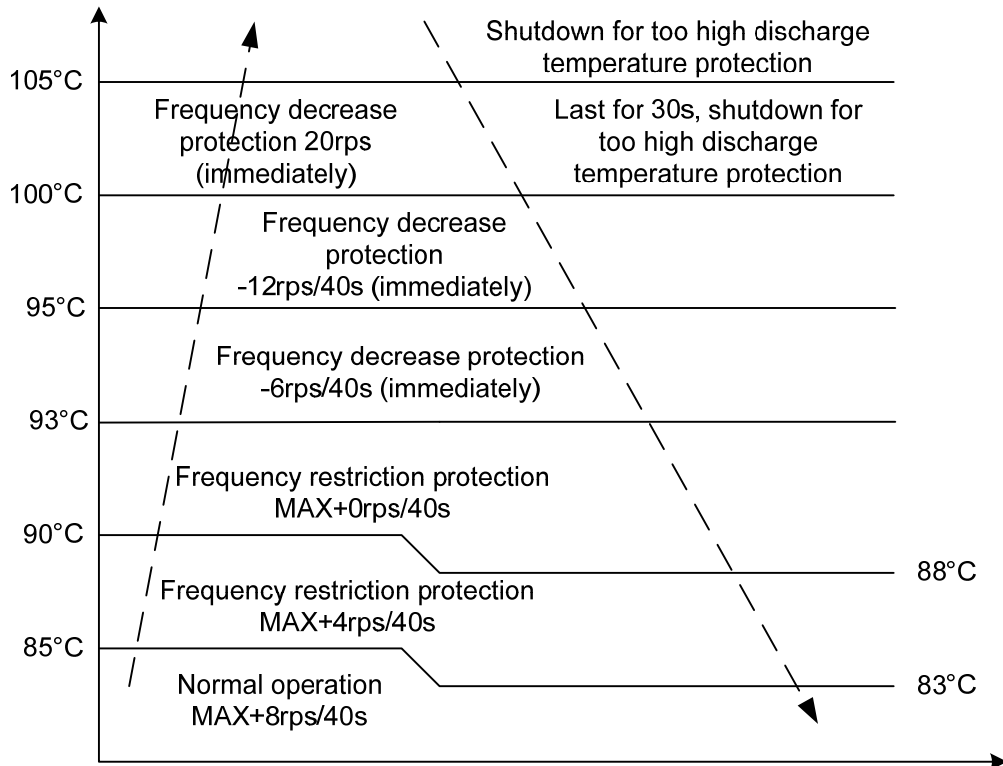 Shutdown for too high discharge
temperature protection
105°C
Frequency decrease
protection 20rps
(immediately)
Last for 30s, shutdown for
too high discharge
temperature protection
100°C
Frequency decrease
protection
-12rps/40s (immediately)
95°C
Frequency decrease protection
-6rps/40s (immediately)
93°C
Frequency restriction protection
MAX+0rps/40s
90°C
88°C
Frequency restriction protection
MAX+4rps/40s
85°C
83°C
Normal operation
MAX+8rps/40s